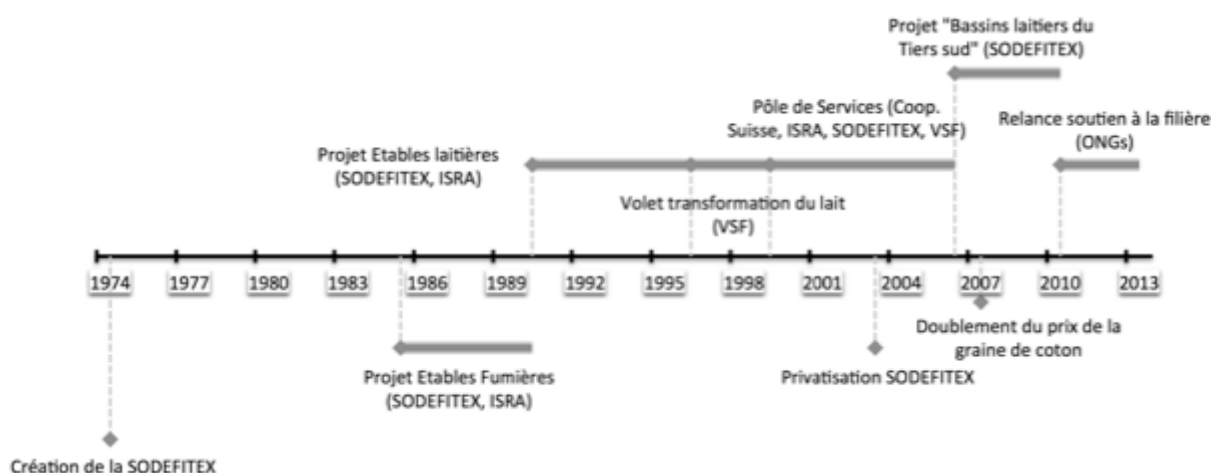 Projet "Bassins laitiers du
Tiers sud" (SODEFITEX)
Pôle de Services (Coop.
Suisse, ISRA, SODEFITEX, VSF)
Relance soutien à la filière
(ONGs)
Projet Etables laitières
(SODEFITEX, ISRA)
Volet transformation du lait
(VSF)
1974 1977 1980 1983 1986 1989 1992 1995 1998 2001 2004 2007 2010 2013
Doublement du prix de la
graine de coton
Projet Etables Fumières
(SODEFITEX, ISRA)
Privatisation SODEFITEX
Création de la SODEFITEX